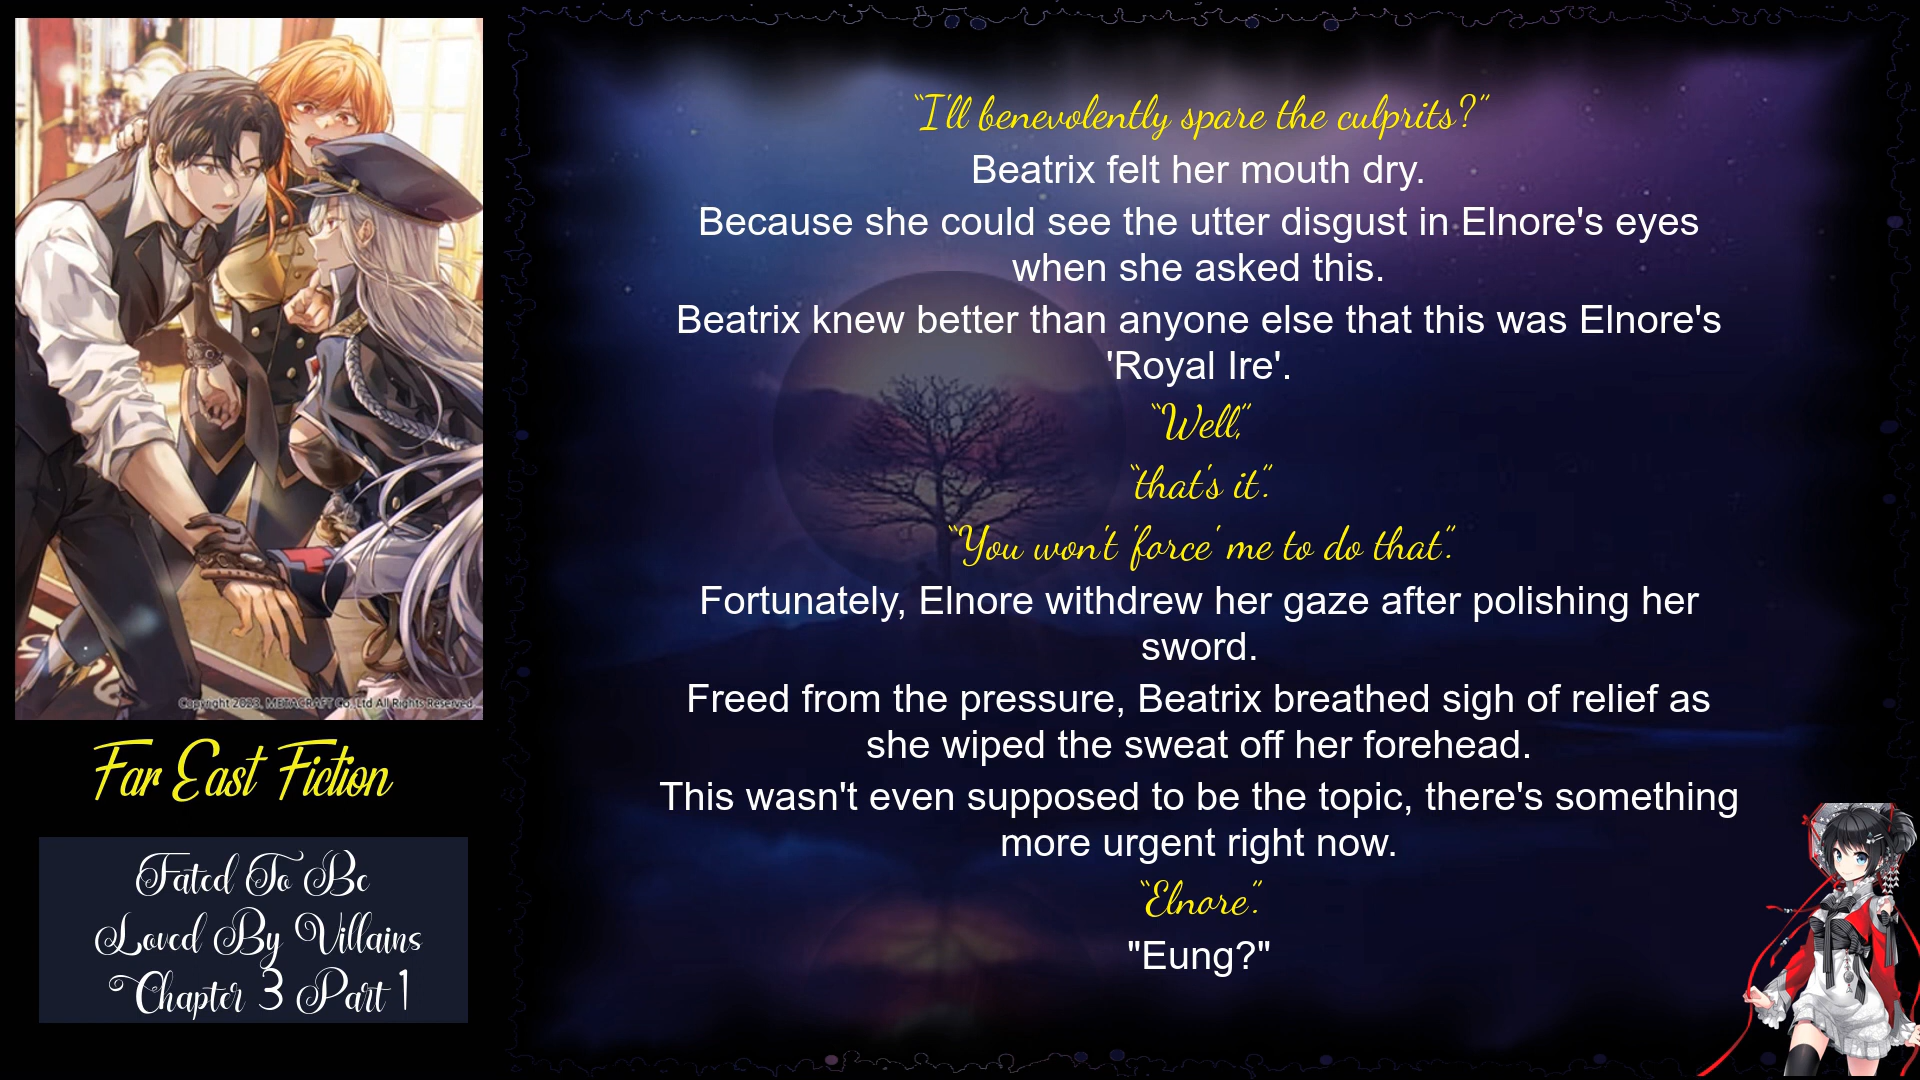 “I'll benevolently spare the culprits?”
Beatrix felt her mouth dry.
Because she could see the utter disgust in Elnore's eyes
when she asked this.
Beatrix knew better than anyone else that this was Elnore's
'Royal Ire'.
“Well,”
“that's it”.
“You won't 'force' me to do that”.
Fortunately, Elnore withdrew her gaze after polishing her
sword.
Freed from the pressure, Beatrix breathed sigh of relief as
she wiped the sweat off her forehead.
This wasn't even supposed to be the topic, there's something
more urgent right now.
“Elnore”.
"Eung?"
Copyright 2023. METACRAFT Co. Ltd All Rights Reserved
Far East Fiction
Fated To Be
Loved By Villains
Chapter 3 Part 1